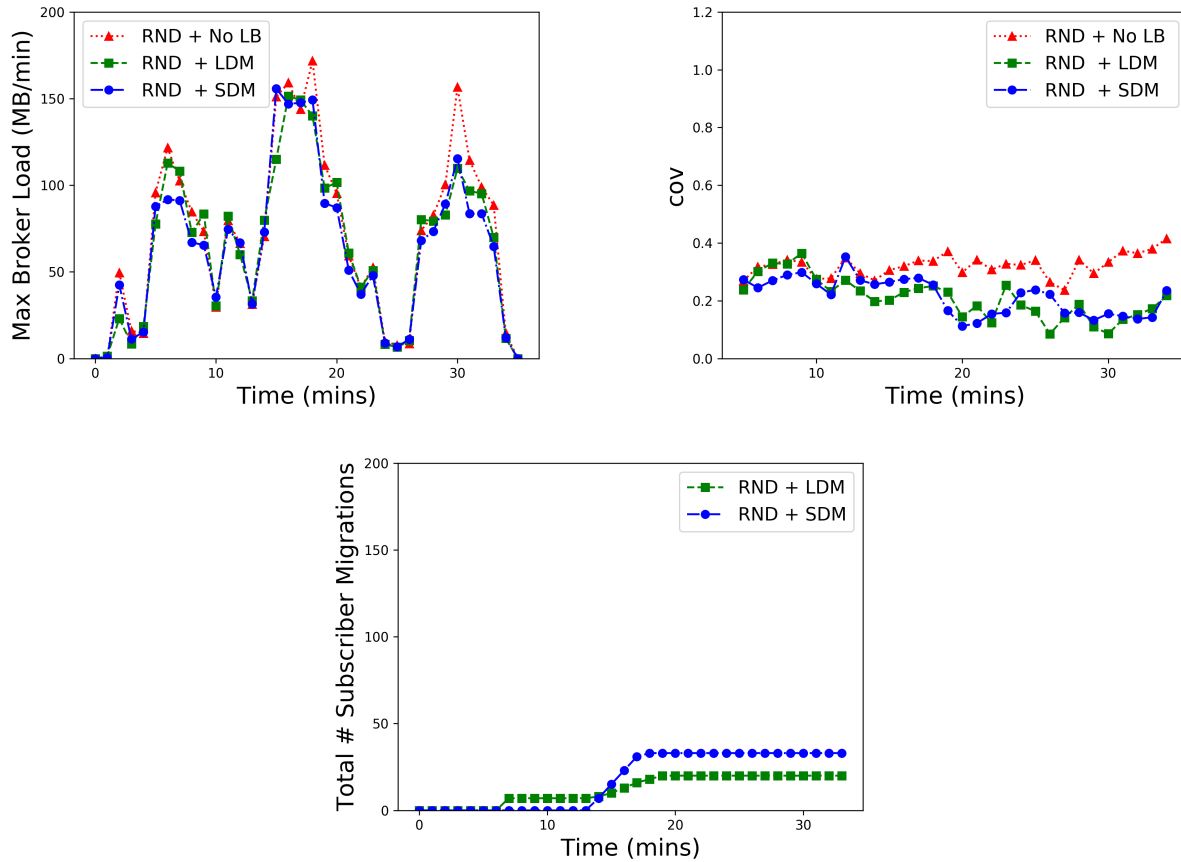 Max Broker Load (MB/min)
200
150
100
50
0
RND + No LB
RND + LDM
RND + SDM
0
10
20
30
Time (mins)
cov
1.2
1.0
0.8
0.6
0.4
0.2
0.0
RND + No LB
RND + LDM
RND + SDM
10
20
30
Time (mins)
Total # Subscriber Migrations
200
150
100
50
0
RND + LDM
RND + SDM
0
10
20
30
Time (mins)